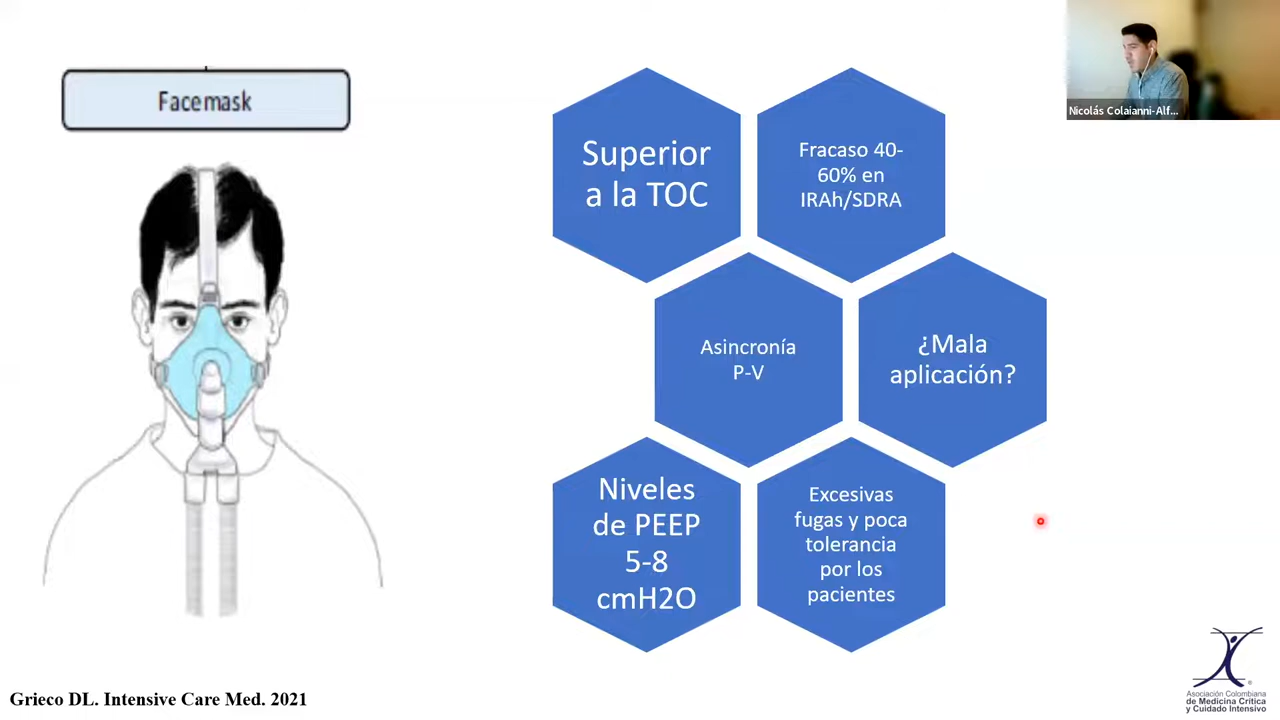 Facemask
Superior
a la TOC
Fracaso 40-
60% en
IRAh/SDRA
Asincronía
P-V
¿Mala
aplicación?
Niveles
de PEEP
5-8
cmH2O
Excesivas
fugas y poca
tolerancia
por los
pacientes
Nicolás Colaianni-Alf...
Grieco DL. Intensive Care Med. 2021
Asociación Colombiana
de Medicina Crítica
y Cuidado Intensivo